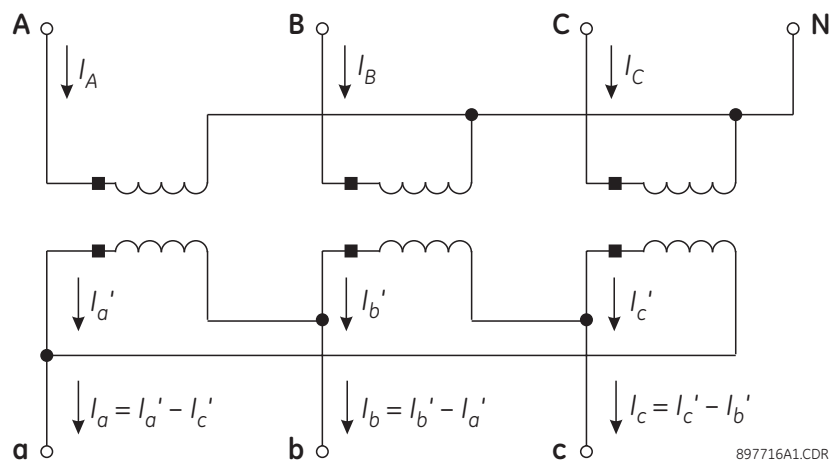 A B C N
I_A I_B I_C
I_a' I_b' I_c'
I_a = I_a' – I_c' I_b = I_b' – I_a' I_c = I_c' – I_b'
a b c
897716A1.CDR